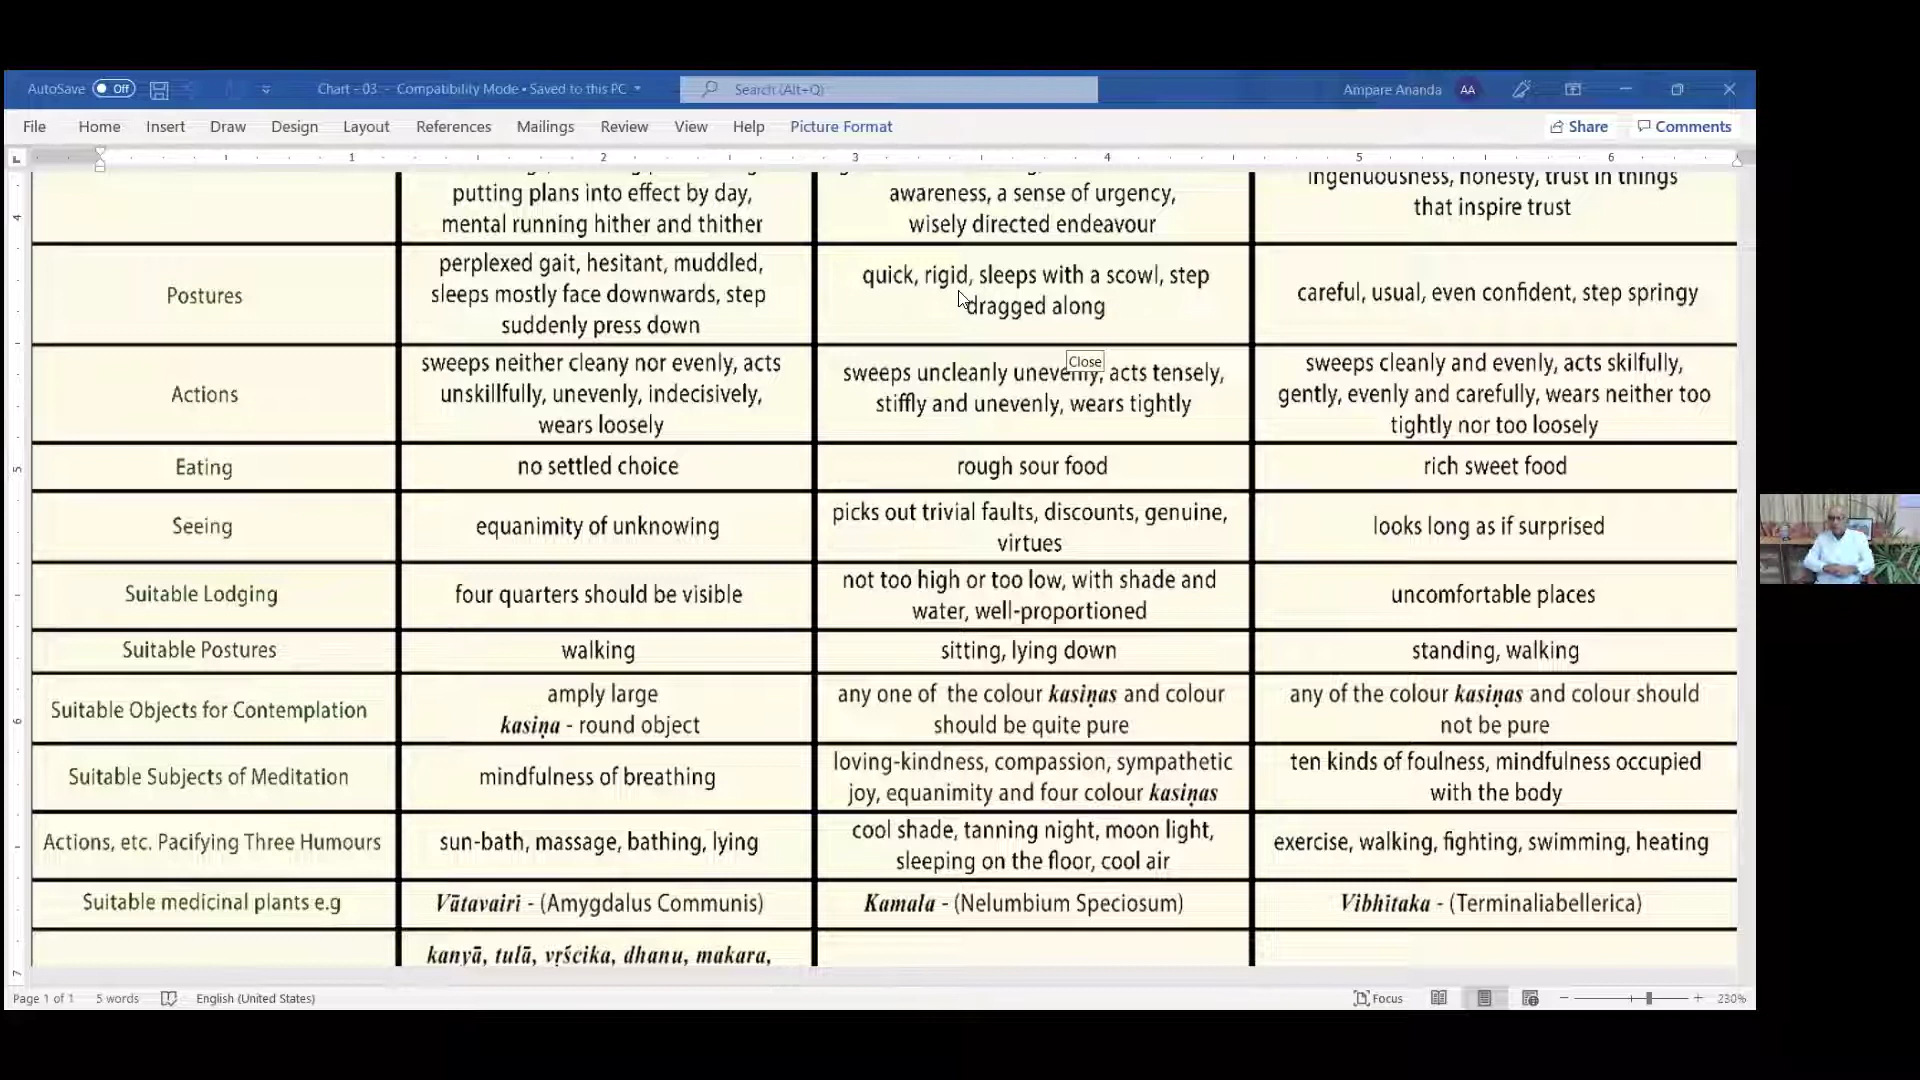 AutoSave Off Chart - 03 - Compatibility Mode • Saved to this PC Search (Alt+Q) Ampare Ananda AA
File Home Insert Draw Design Layout References Mailings Review View Help Picture Format Share Comments
1 2 3 4 5 6
4
putting plans into effect by day,
mental running hither and thither
awareness, a sense of urgency,
wisely directed endeavour
ingenuousness, honesty, trust in things
that inspire trust
Postures
perplexed gait, hesitant, muddled,
sleeps mostly face downwards, step
suddenly press down
quick, rigid, sleeps with a scowl, step
dragged along
careful, usual, even confident, step springy
Close
Actions
sweeps neither cleany nor evenly, acts
unskillfully, unevenly, indecisively,
wears loosely
sweeps uncleanly unevenly, acts tensely,
stiffly and unevenly, wears tightly
sweeps cleanly and evenly, acts skilfully,
gently, evenly and carefully, wears neither too
tightly nor too loosely
5
Eating
no settled choice
rough sour food
rich sweet food
Seeing
equanimity of unknowing
picks out trivial faults, discounts, genuine,
virtues
looks long as if surprised
Suitable Lodging
four quarters should be visible
not too high or too low, with shade and
water, well-proportioned
uncomfortable places
Suitable Postures
walking
sitting, lying down
standing, walking
6
Suitable Objects for Contemplation
amply large
kasiṇa - round object
any one of the colour kasiṇas and colour
should be quite pure
any of the colour kasiṇas and colour should
not be pure
Suitable Subjects of Meditation
mindfulness of breathing
loving-kindness, compassion, sympathetic
joy, equanimity and four colour kasiṇas
ten kinds of foulness, mindfulness occupied
with the body
Actions, etc. Pacifying Three Humours
sun-bath, massage, bathing, lying
cool shade, tanning night, moon light,
sleeping on the floor, cool air
exercise, walking, fighting, swimming, heating
Suitable medicinal plants e.g
Vātavairi - (Amygdalus Communis)
Kamala - (Nelumbium Speciosum)
Vibhitaka - (Terminaliabellerica)
7
kanyā, tulā, vṛścika, dhanu, makara,
Page 1 of 1 5 words English (United States) Focus 230%